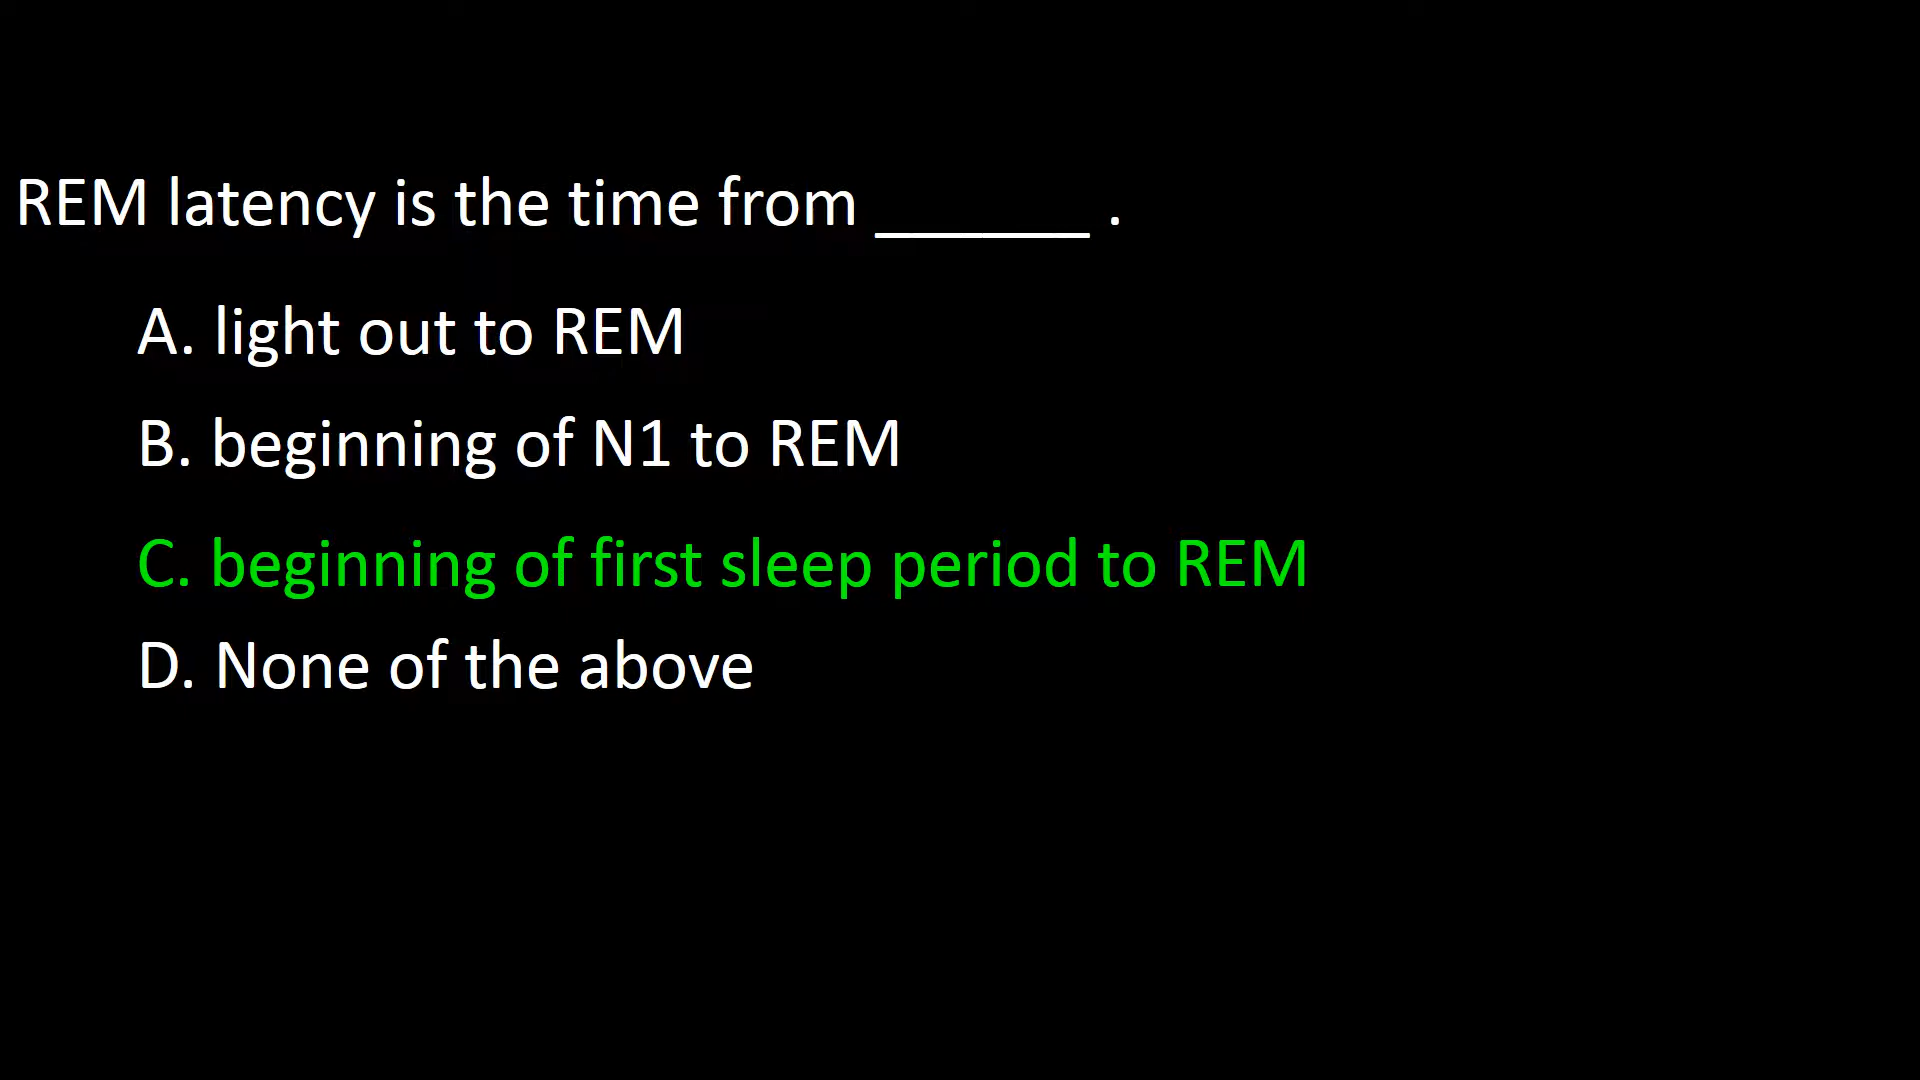 REM latency is the time from ______ .
A. light out to REM
B. beginning of N1 to REM
C. beginning of first sleep period to REM
D. None of the above